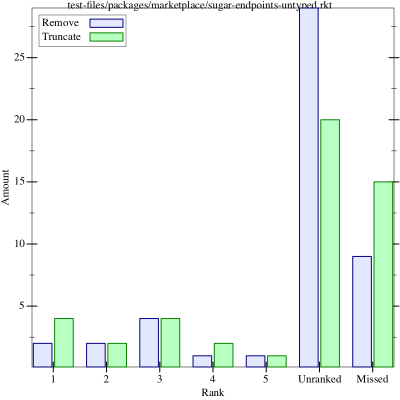 test-files/packages/marketplace/sugar-endpoints-untyped.rkt
Remove
Truncate
25
20
15
10
5
Amount
1 2 3 4 5 Unranked Missed
Rank